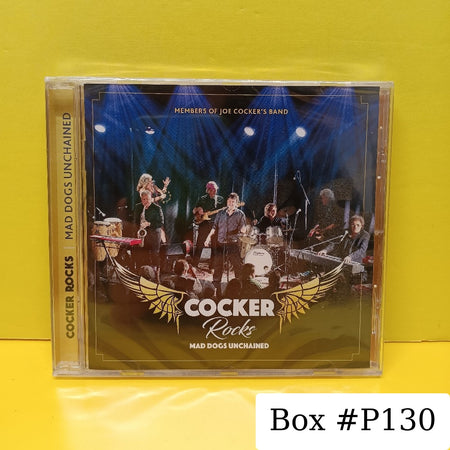 MEMBERS OF JOE COCKER'S BAND
COCKER ROCKS MAD DOGS UNCHAINED
COCKER
Rocks
MAD DOGS UNCHAINED
Box #P130